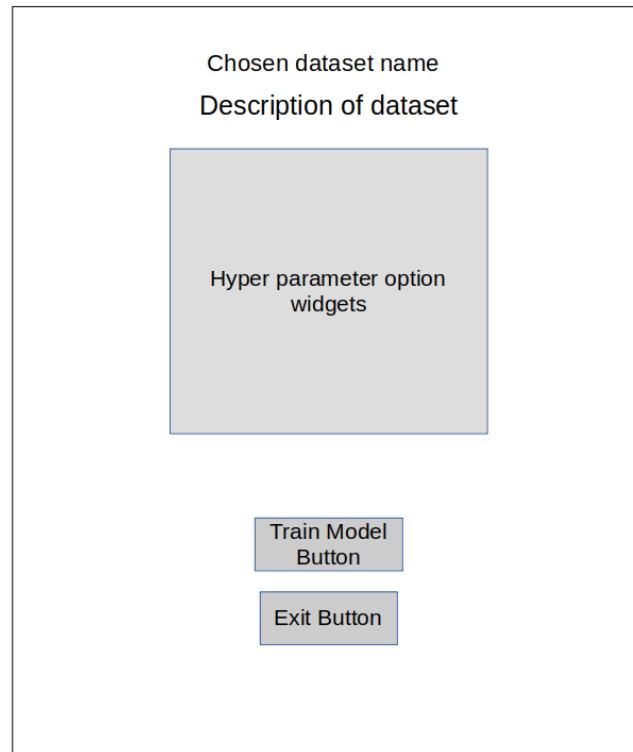 Chosen dataset name
Description of dataset
Hyper parameter option
widgets
Train Model
Button
Exit Button